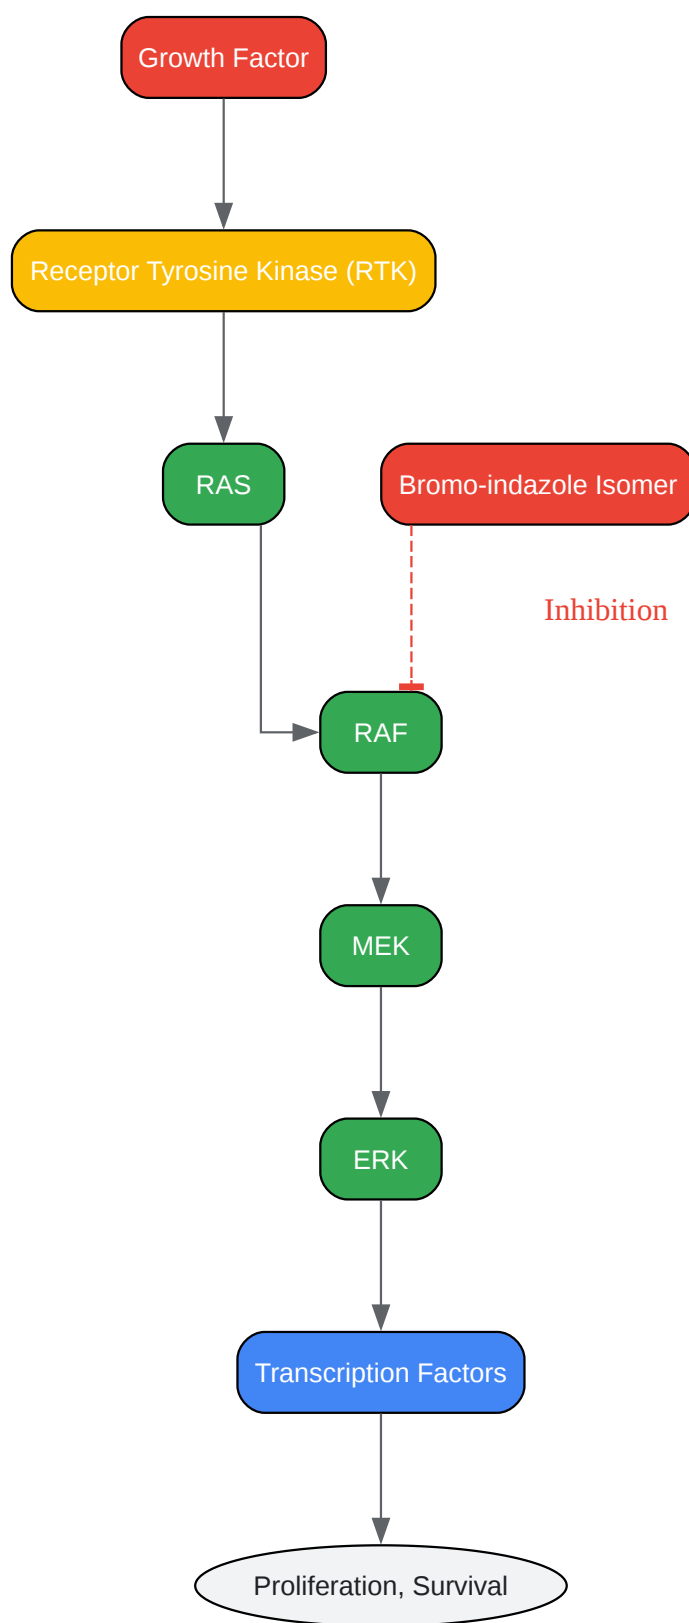 Growth Factor
Receptor Tyrosine Kinase (RTK)
RAS
Bromo-indazole Isomer
Inhibition
RAF
MEK
ERK
Transcription Factors
Proliferation, Survival